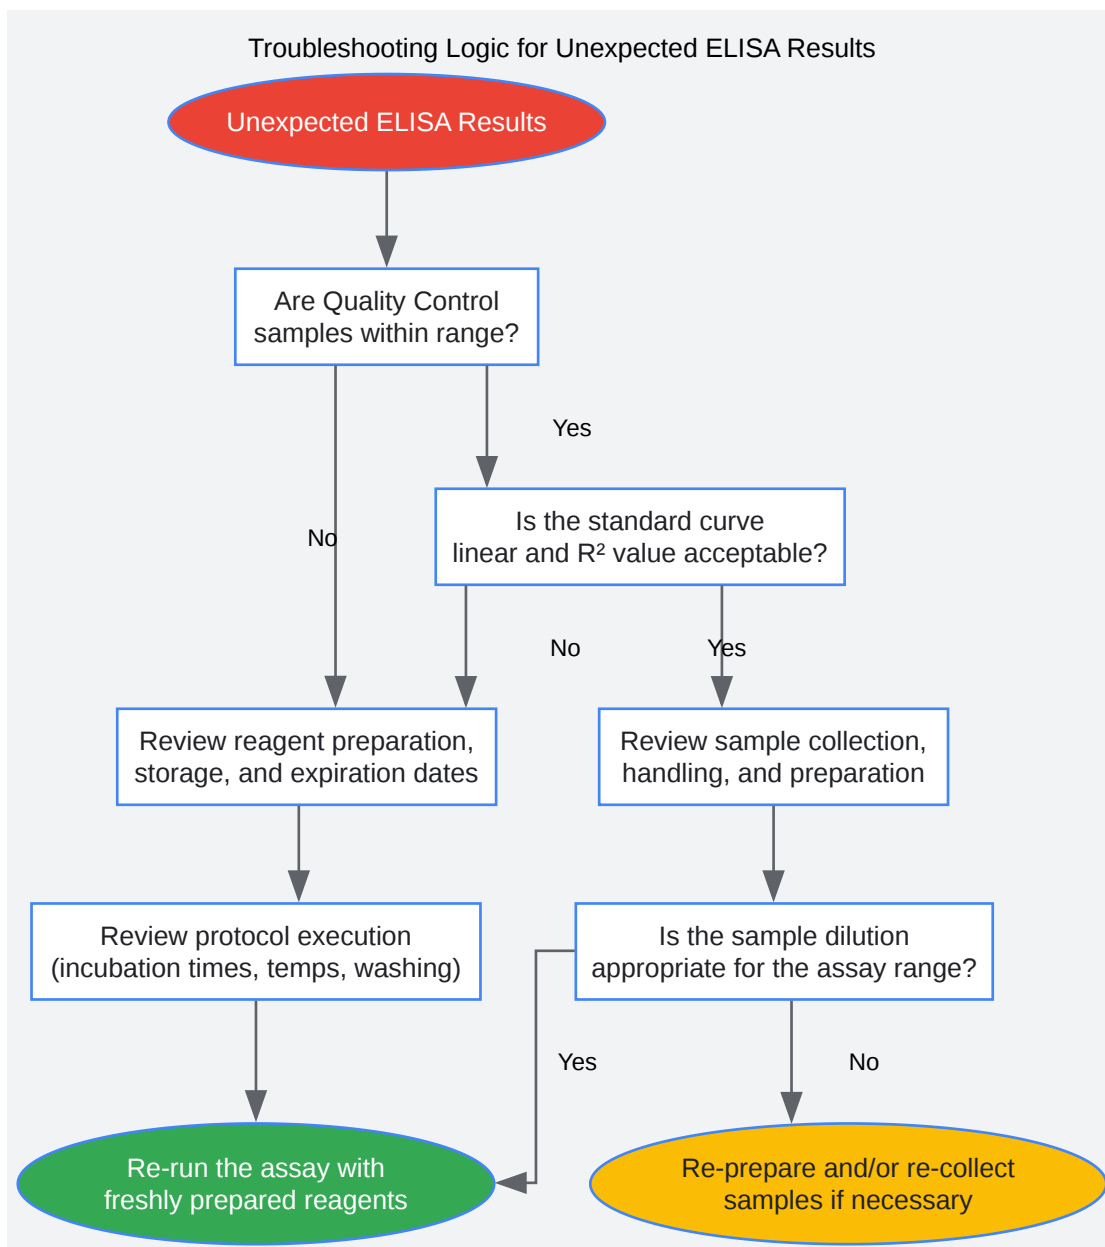 Troubleshooting Logic for Unexpected ELISA Results
Unexpected ELISA Results
Are Quality Control
samples within range?
Yes
No
Is the standard curve
linear and R² value acceptable?
No
Yes
Review reagent preparation,
storage, and expiration dates
Review sample collection,
handling, and preparation
Review protocol execution
(incubation times, temps, washing)
Is the sample dilution
appropriate for the assay range?
Yes
No
Re-run the assay with
freshly prepared reagents
Re-prepare and/or re-collect
samples if necessary